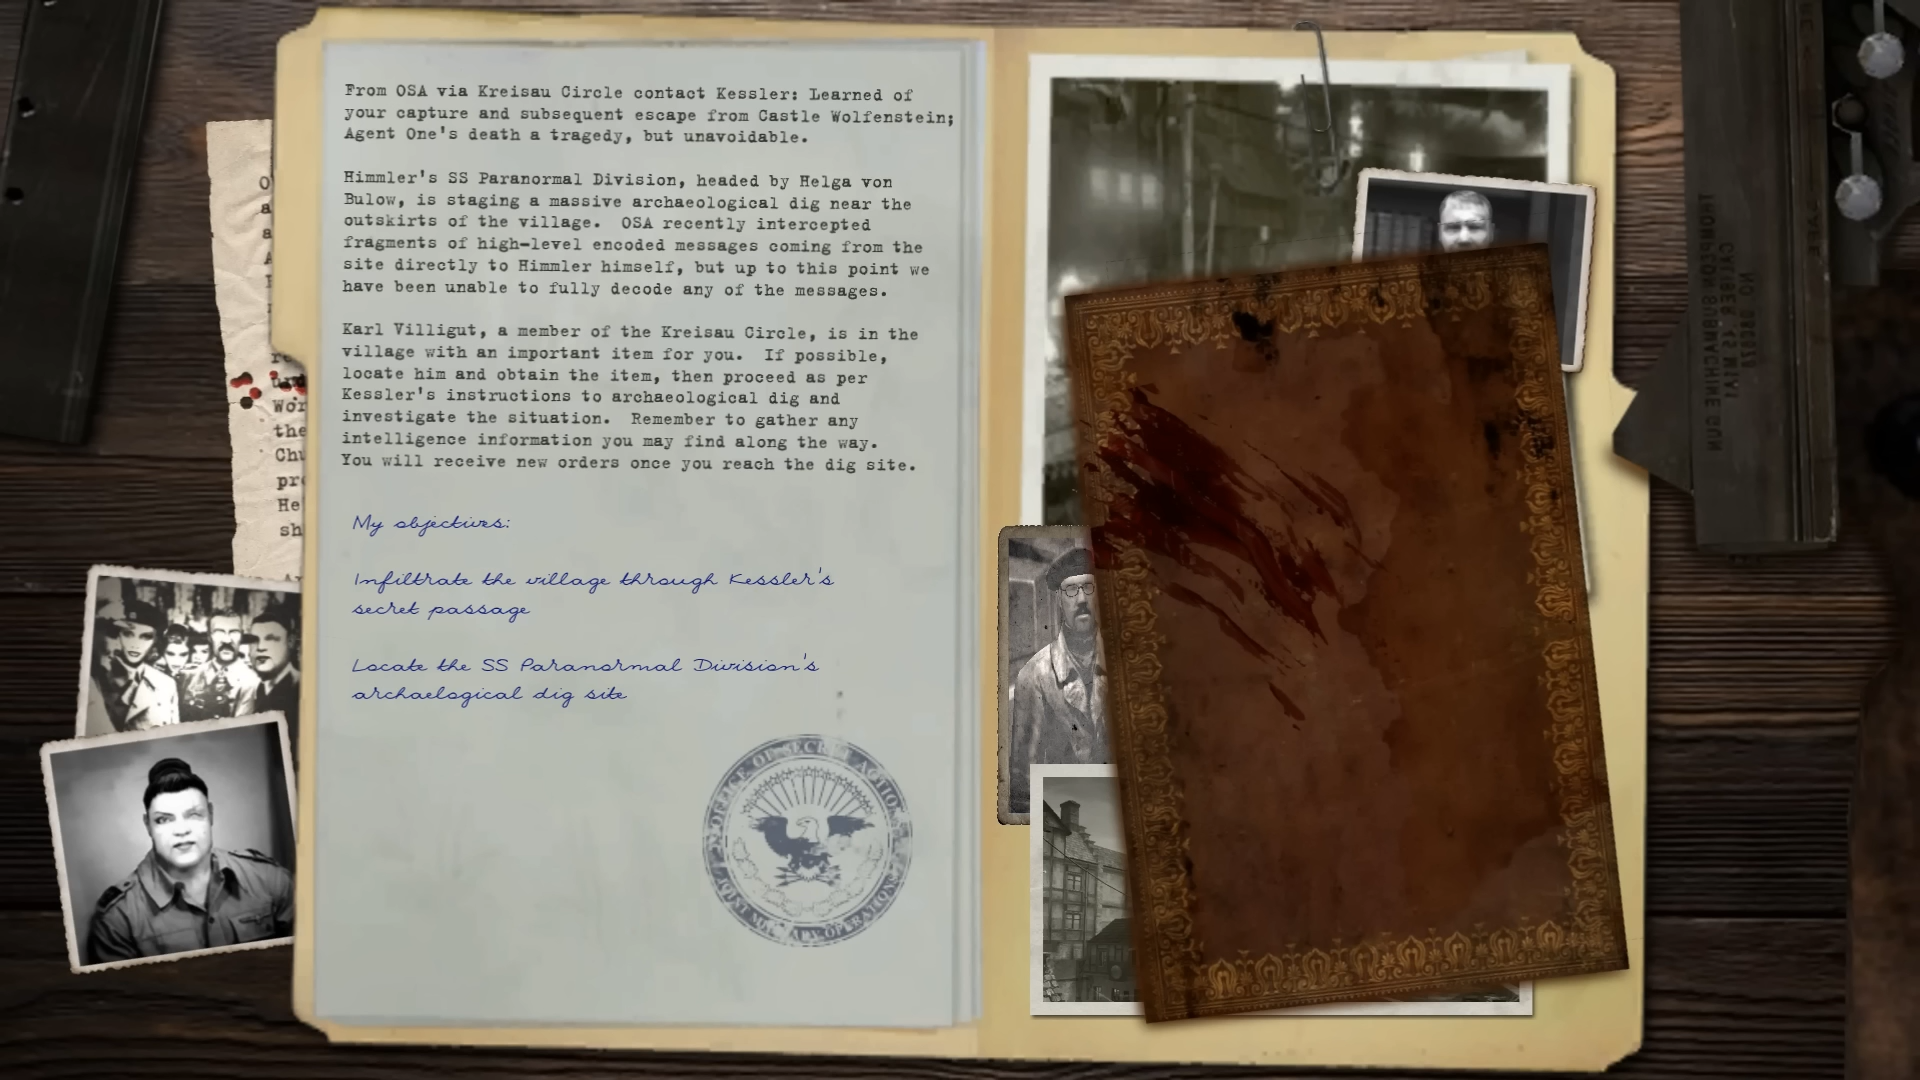 From OSA via Kreisau Circle contact Kessler: Learned of
your capture and subsequent escape from Castle Wolfenstein;
Agent One's death a tragedy, but unavoidable.
Himmler's SS Paranormal Division, headed by Helga von
Bulow, is staging a massive archaeological dig near the
outskirts of the village. OSA recently intercepted
fragments of high-level encoded messages coming from the
site directly to Himmler himself, but up to this point we
have been unable to fully decode any of the messages.
Karl Villigut, a member of the Kreisau Circle, is in the
village with an important item for you. If possible,
locate him and obtain the item, then proceed as per
Kessler's instructions to archaeological dig and
investigate the situation. Remember to gather any
intelligence information you may find along the way.
You will receive new orders once you reach the dig site.
My objectives:
Infiltrate the village through Kessler's
secret passage
Locate the SS Paranormal Division's
archaelogical dig site
OFFICE OF SECRET ACTIONS
THOMPSON SUBMACHINE GUN